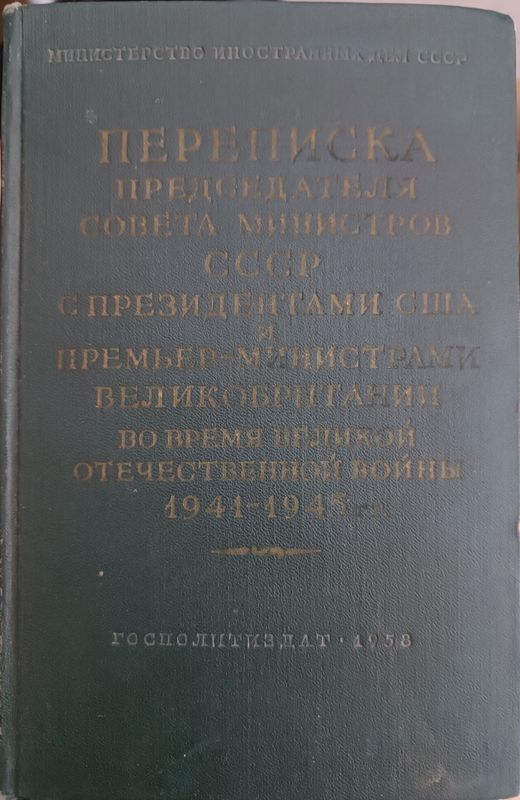 МИНИСТЕРСТВО ИНОСТРАННЫХ ДЕЛ СССР
ПЕРЕПИСКА
ПРЕДСЕДАТЕЛЯ
СОВЕТА МИНИСТРОВ
СССР
С ПРЕЗИДЕНТАМИ США
И
ПРЕМЬЕР-МИНИСТРАМИ
ВЕЛИКОБРИТАНИИ
ВО ВРЕМЯ ВЕЛИКОЙ
ОТЕЧЕСТВЕННОЙ ВОЙНЫ
1941-1945 гг.
ГОСПОЛИТИЗДАТ · 1958